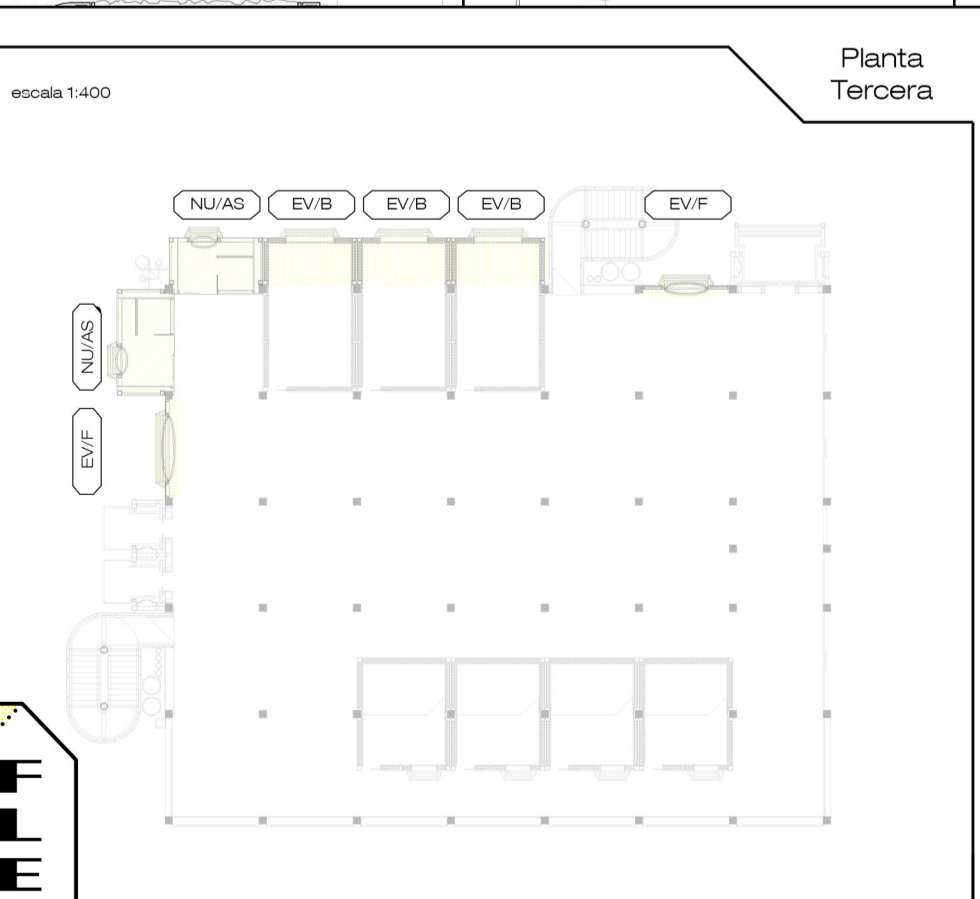 Planta
Tercera
escala 1:400
NU/AS
EV/B
EV/B
EV/B
EV/F
NU/AS
EV/F